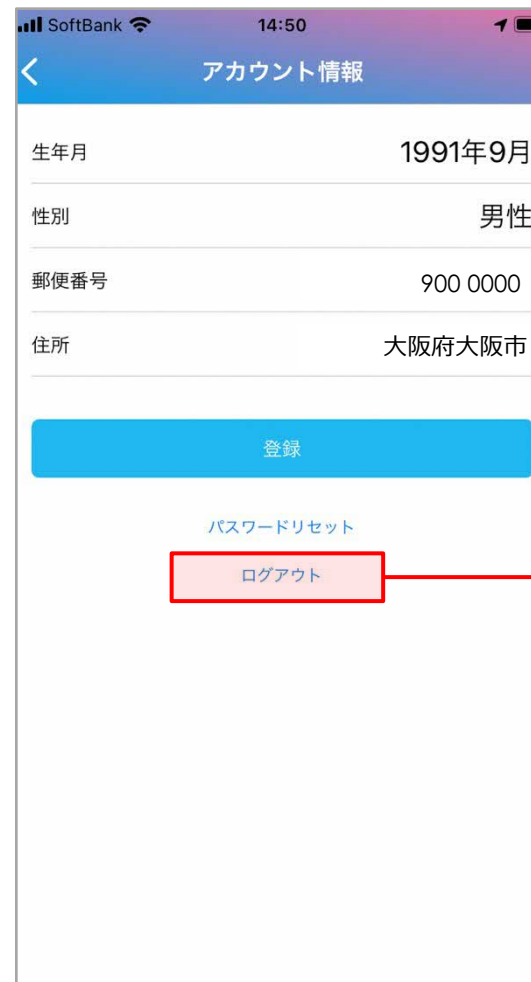 SoftBank 14:50
アカウント情報
生年月 1991年9月
性別 男性
郵便番号 900 0000
住所 大阪府大阪市
登録
パスワードリセット
ログアウト